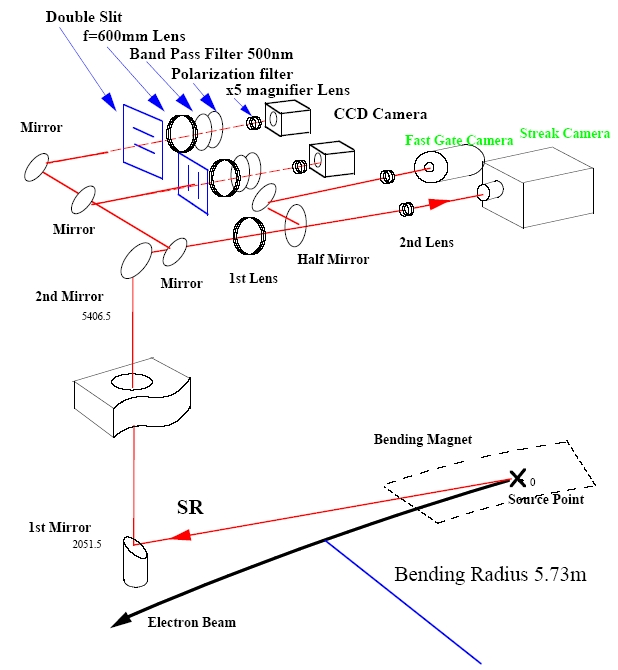 Double Slit
f=600mm Lens
Band Pass Filter 500nm
Polarization filter
x5 magnifier Lens
CCD Camera
Mirror
Fast Gate Camera
Streak Camera
Mirror
Half Mirror
2nd Lens
Mirror
1st Lens
2nd Mirror
5406.5
Bending Magnet
0
Source Point
SR
1st Mirror
2051.5
Bending Radius 5.73m
Electron Beam